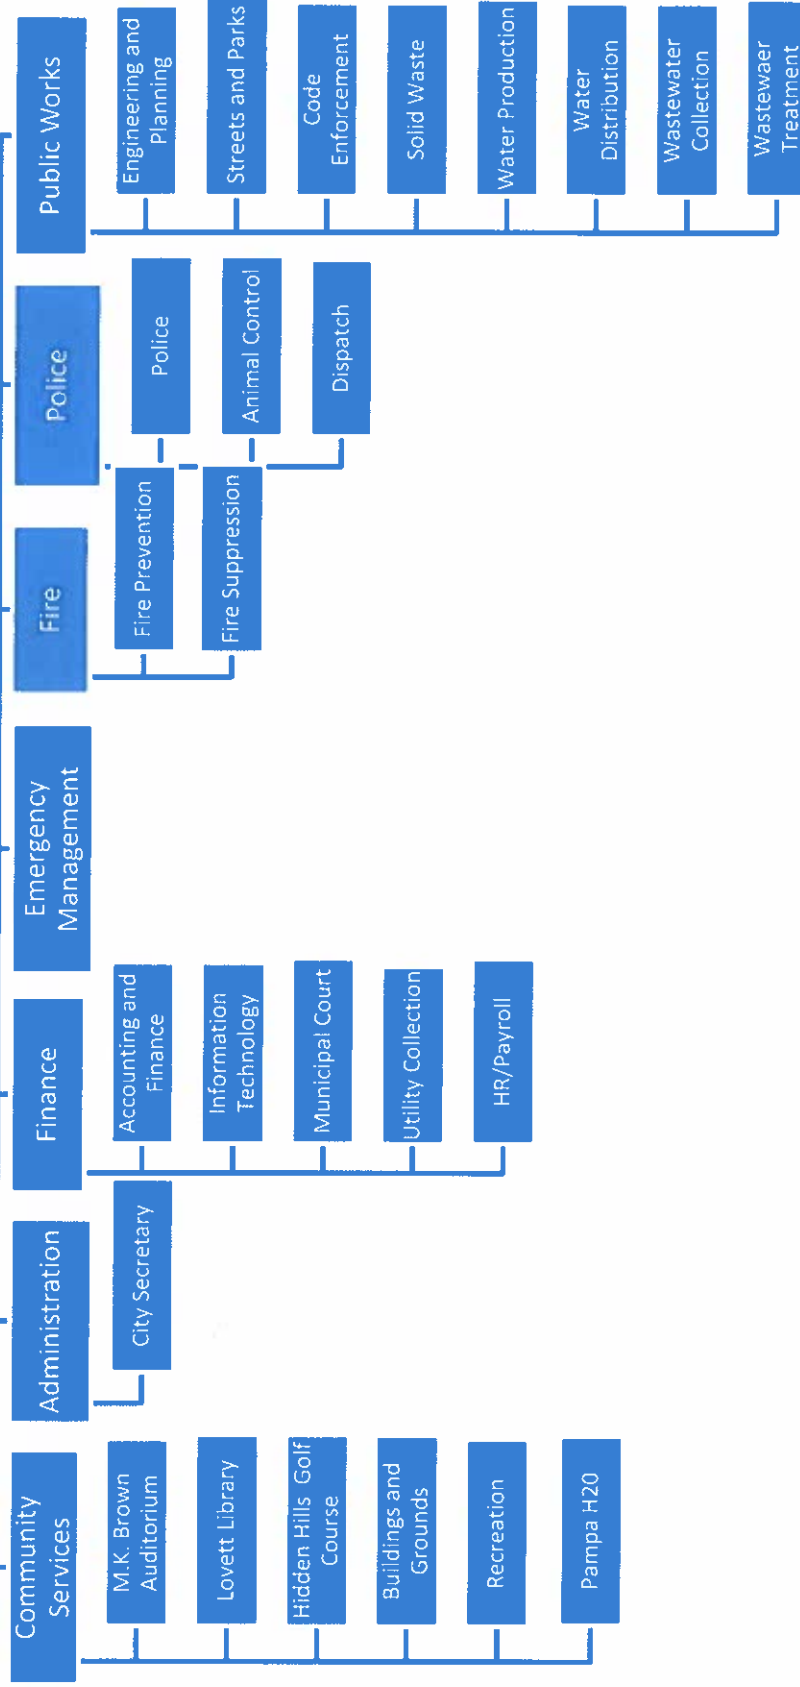 Community
Services
M.K. Brown
Auditorium
Lovett Library
Hidden Hills Golf
Course
Buildings and
Grounds
Recreation
Pampa H20
Administration
City Secretary
Finance
Accounting and
Finance
Information
Technology
Municipal Court
Utility Collection
HR/Payroll
Emergency
Management
Fire
Fire Prevention
Fire Suppression
Police
Police
Animal Control
Dispatch
Public Works
Engineering and
Planning
Streets and Parks
Code
Enforcement
Solid Waste
Water Production
Water
Distribution
Wastewater
Collection
Wastewaer
Treatment